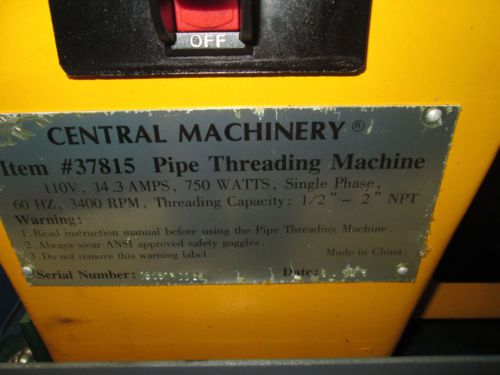 OFF
CENTRAL MACHINERY®
Item #37815 Pipe Threading Machine
110V, 14.3 AMPS, 750 WATTS, Single Phase,
60 HZ, 3400 RPM, Threading Capacity: 1/2" - 2" NPT
Warning:
1. Read instruction manual before using the Pipe Threading Machine.
2. Always wear ANSI approved safety goggles.
3. Do not remove this warning label. Made in China.
Serial Number: Date: